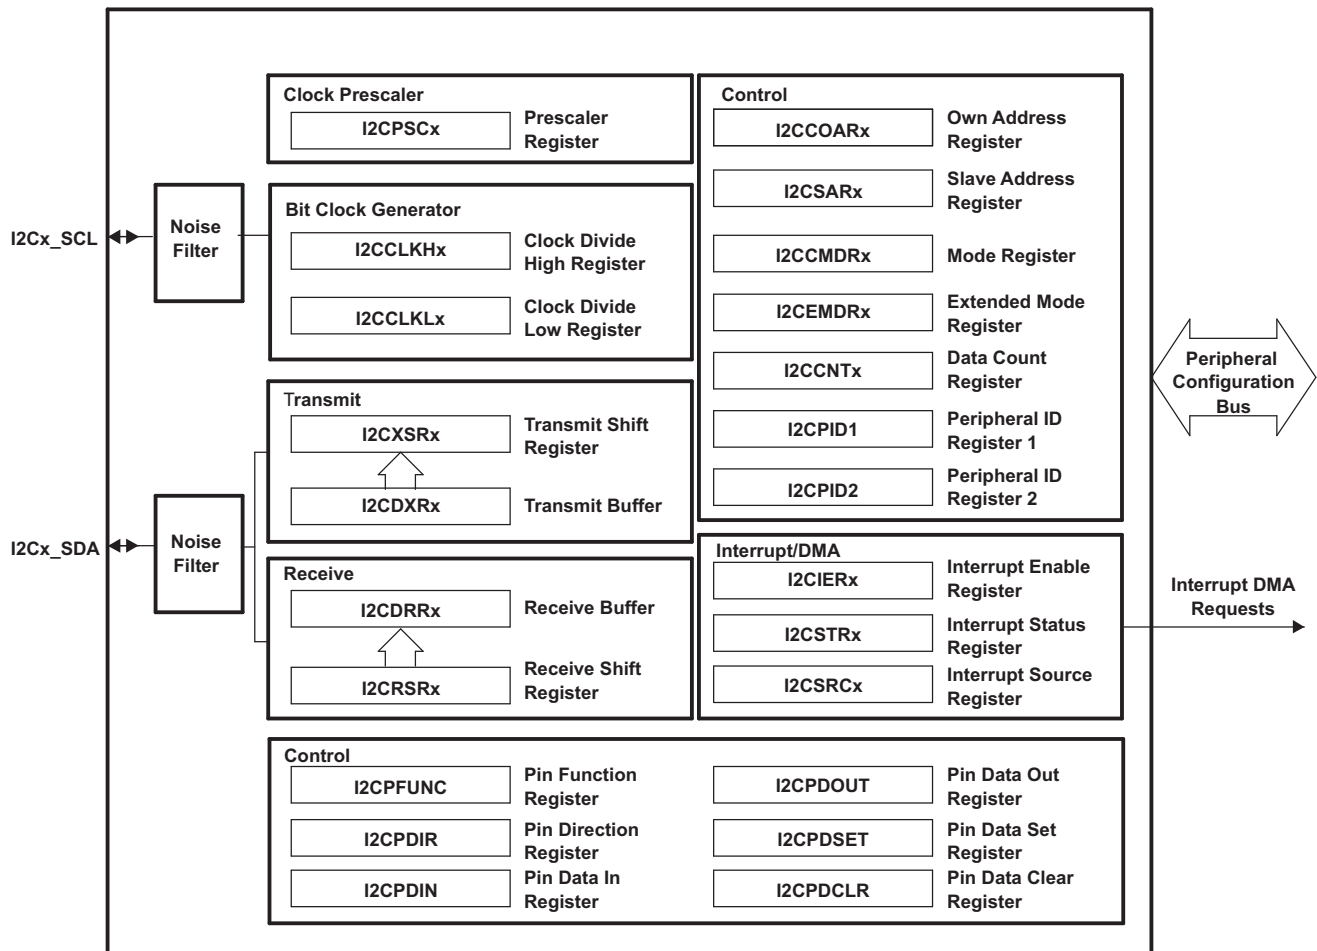 Clock Prescaler
I2CPSCx
Prescaler
Register
Control
I2CCOARx
Own Address
Register
I2CSARx
Slave Address
Register
I2CCMDRx
Mode Register
I2CEMDRx
Extended Mode
Register
I2CCNTx
Data Count
Register
I2CPID1
Peripheral ID
Register 1
I2CPID2
Peripheral ID
Register 2
I2Cx_SCL
Noise
Filter
Bit Clock Generator
I2CCLKHx
Clock Divide
High Register
I2CCLKLx
Clock Divide
Low Register
Peripheral
Configuration
Bus
Transmit
I2CXSRx
Transmit Shift
Register
I2CDXRx
Transmit Buffer
I2Cx_SDA
Noise
Filter
Receive
I2CDRRx
Receive Buffer
I2CRSRx
Receive Shift
Register
Interrupt/DMA
I2CIERx
Interrupt Enable
Register
I2CSTRx
Interrupt Status
Register
I2CSRCx
Interrupt Source
Register
Interrupt DMA
Requests
Control
I2CPFUNC
Pin Function
Register
I2CPDIR
Pin Direction
Register
I2CPDIN
Pin Data In
Register
I2CPDOUT
Pin Data Out
Register
I2CPDSET
Pin Data Set
Register
I2CPDCLR
Pin Data Clear
Register